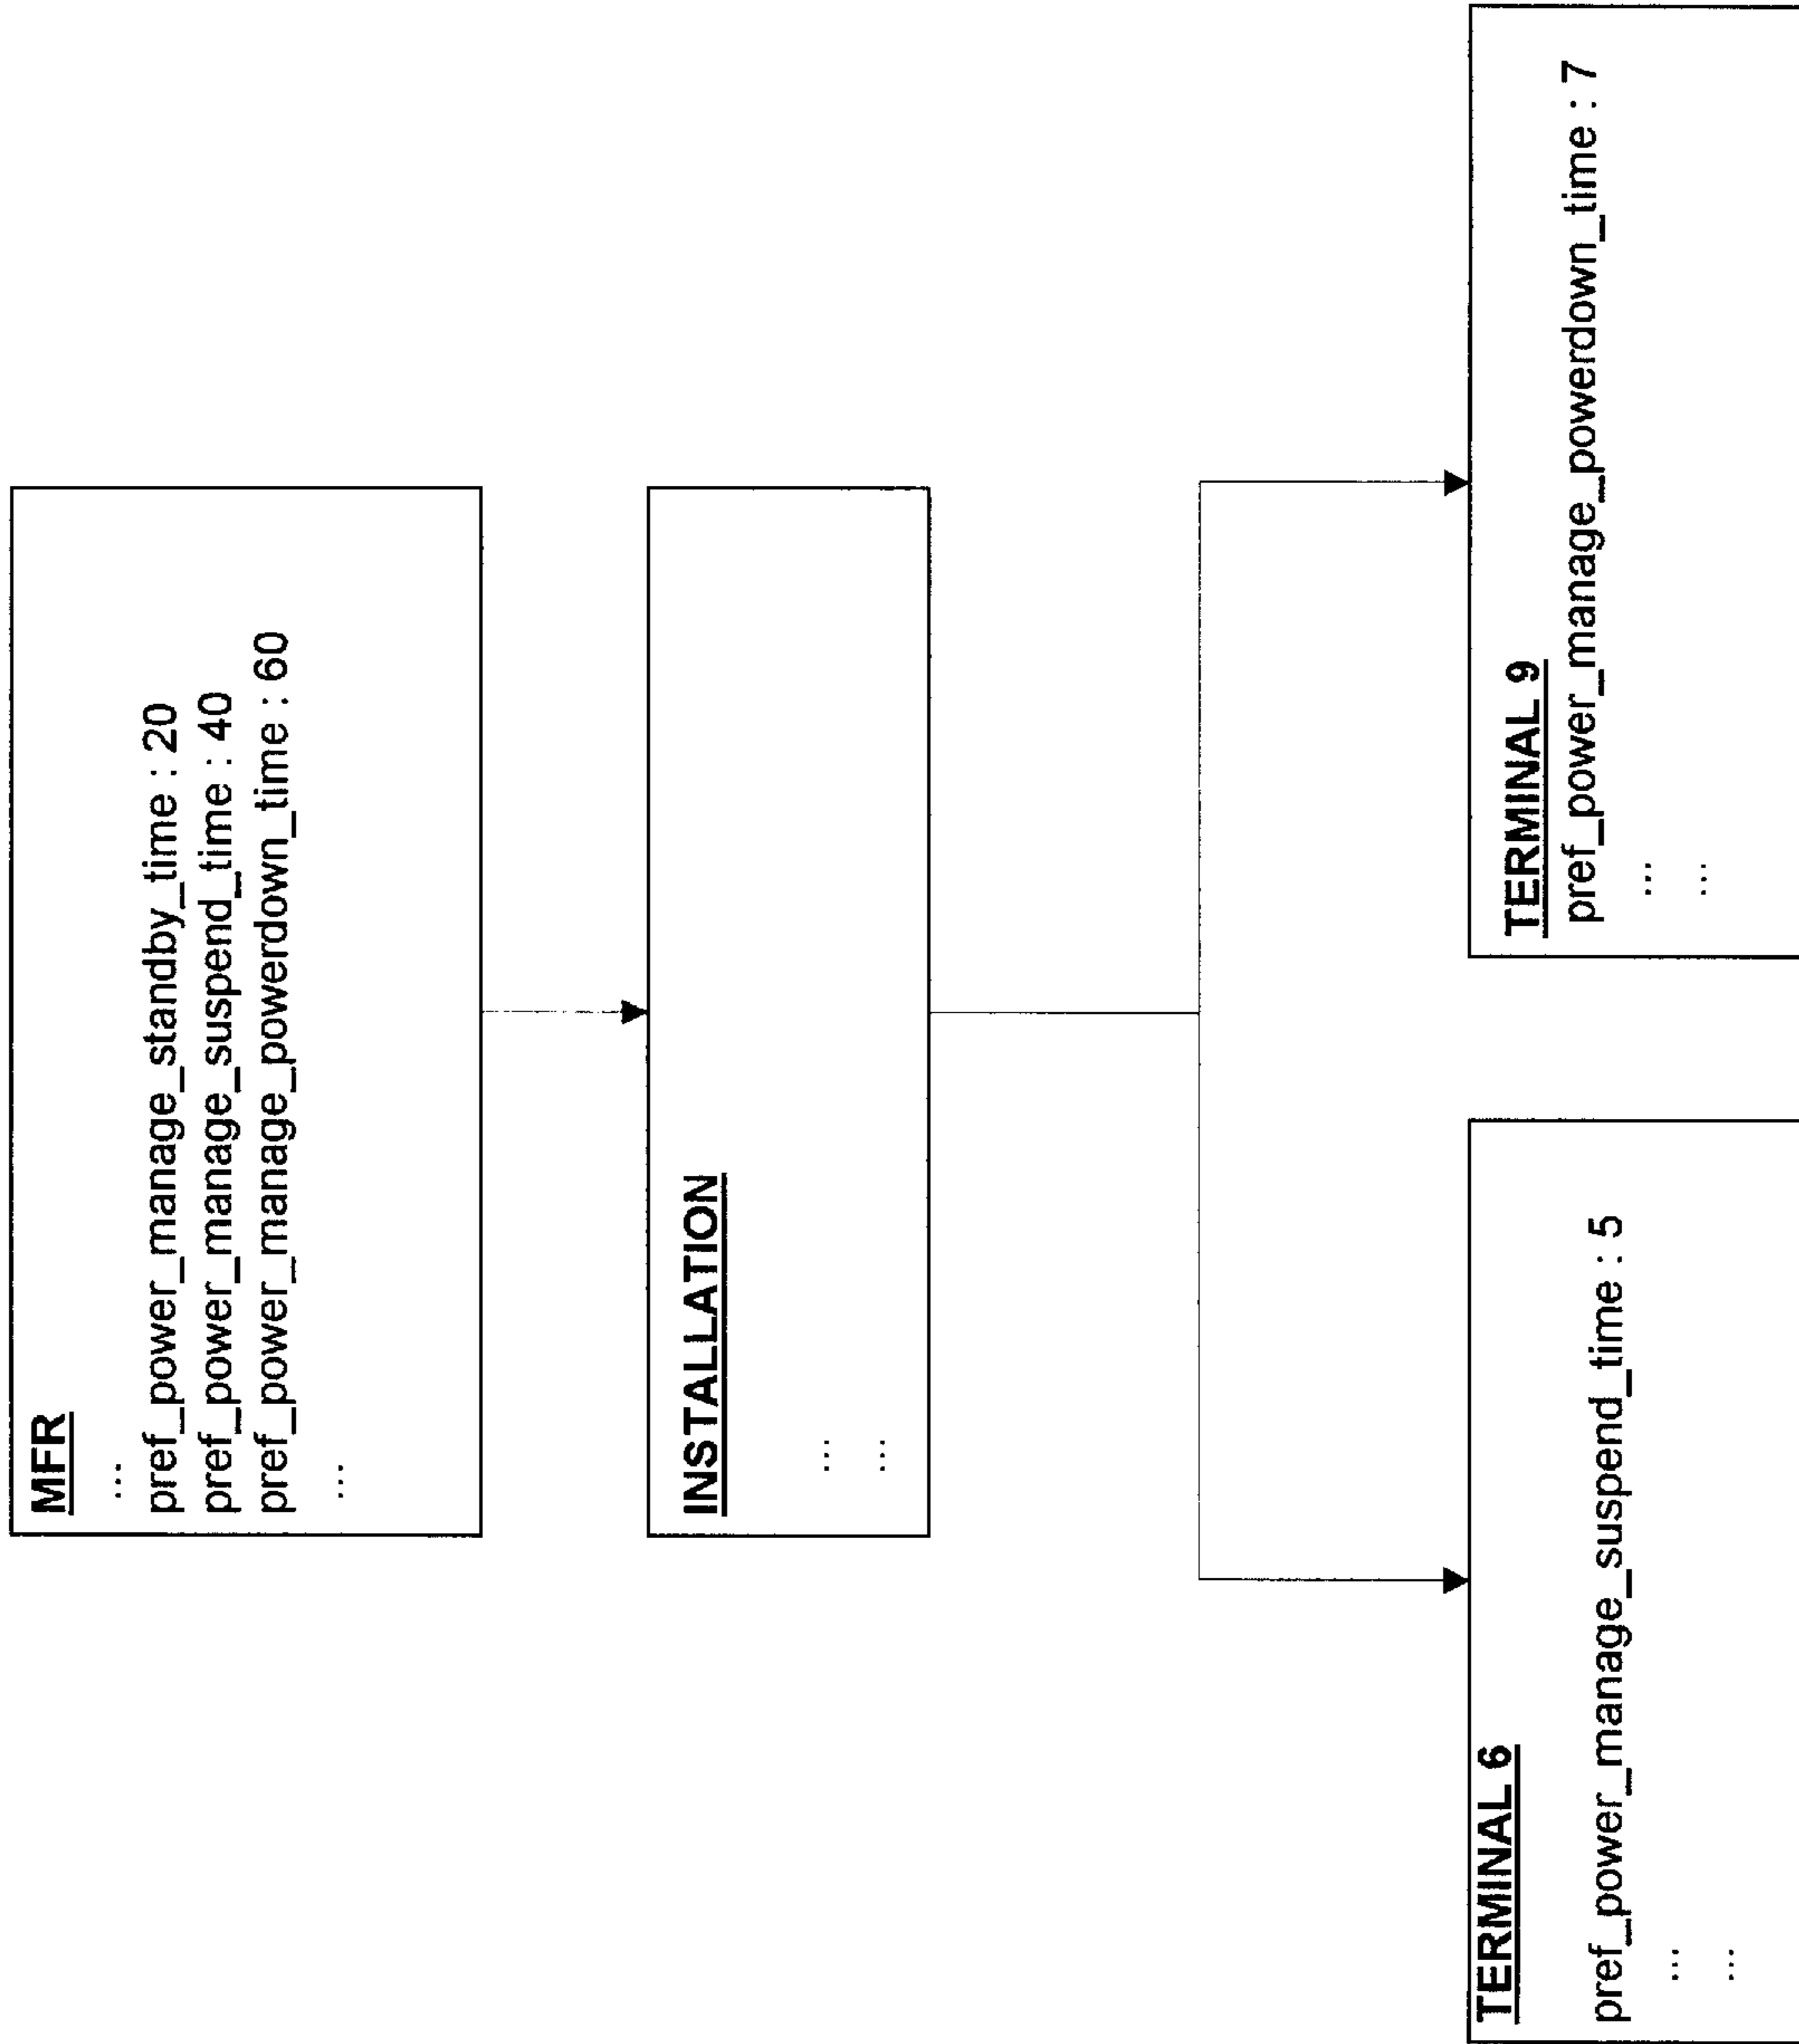 MFR
...
pref_power_manage_standby_time : 20
pref_power_manage_suspend_time : 40
pref_power_manage_powerdown_time : 60
...
INSTALLATION
...
...
TERMINAL 6
pref_power_manage_suspend_time : 5
...
...
TERMINAL 9
pref_power_manage_powerdown_time : 7
...
...